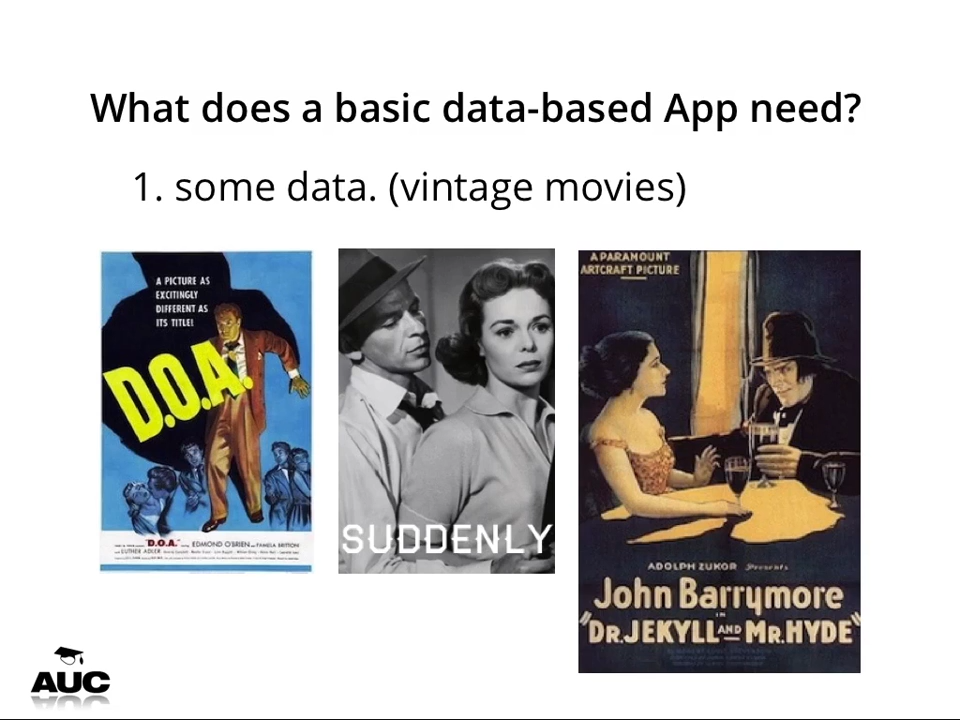 What does a basic data-based App need?
1. some data. (vintage movies)
A PICTURE AS
EXCITINGLY
DIFFERENT AS
ITS TITLE!
D.O.A.
"D.O.A." EDMOND O'BRIEN PAMELA BRITTON
LUTHER ADLER
SUDDENLY
A PARAMOUNT
ARTCRAFT PICTURE
ADOLPH ZUKOR Presents
John Barrymore
IN
"DR. JEKYLL AND MR. HYDE"
AUC